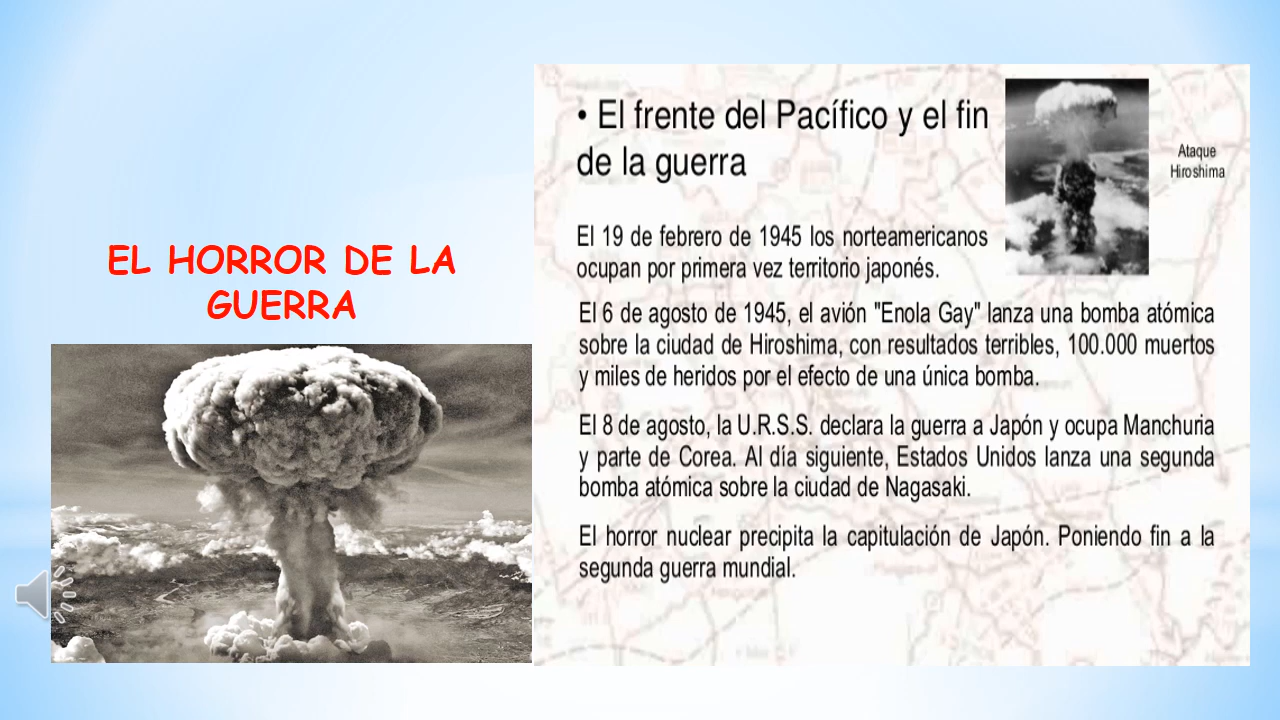 EL HORROR DE LA
GUERRA
• El frente del Pacífico y el fin
de la guerra
Ataque
Hiroshima
El 19 de febrero de 1945 los norteamericanos
ocupan por primera vez territorio japonés.
El 6 de agosto de 1945, el avión "Enola Gay" lanza una bomba atómica
sobre la ciudad de Hiroshima, con resultados terribles, 100.000 muertos
y miles de heridos por el efecto de una única bomba.
El 8 de agosto, la U.R.S.S. declara la guerra a Japón y ocupa Manchuria
y parte de Corea. Al día siguiente, Estados Unidos lanza una segunda
bomba atómica sobre la ciudad de Nagasaki.
El horror nuclear precipita la capitulación de Japón. Poniendo fin a la
segunda guerra mundial.